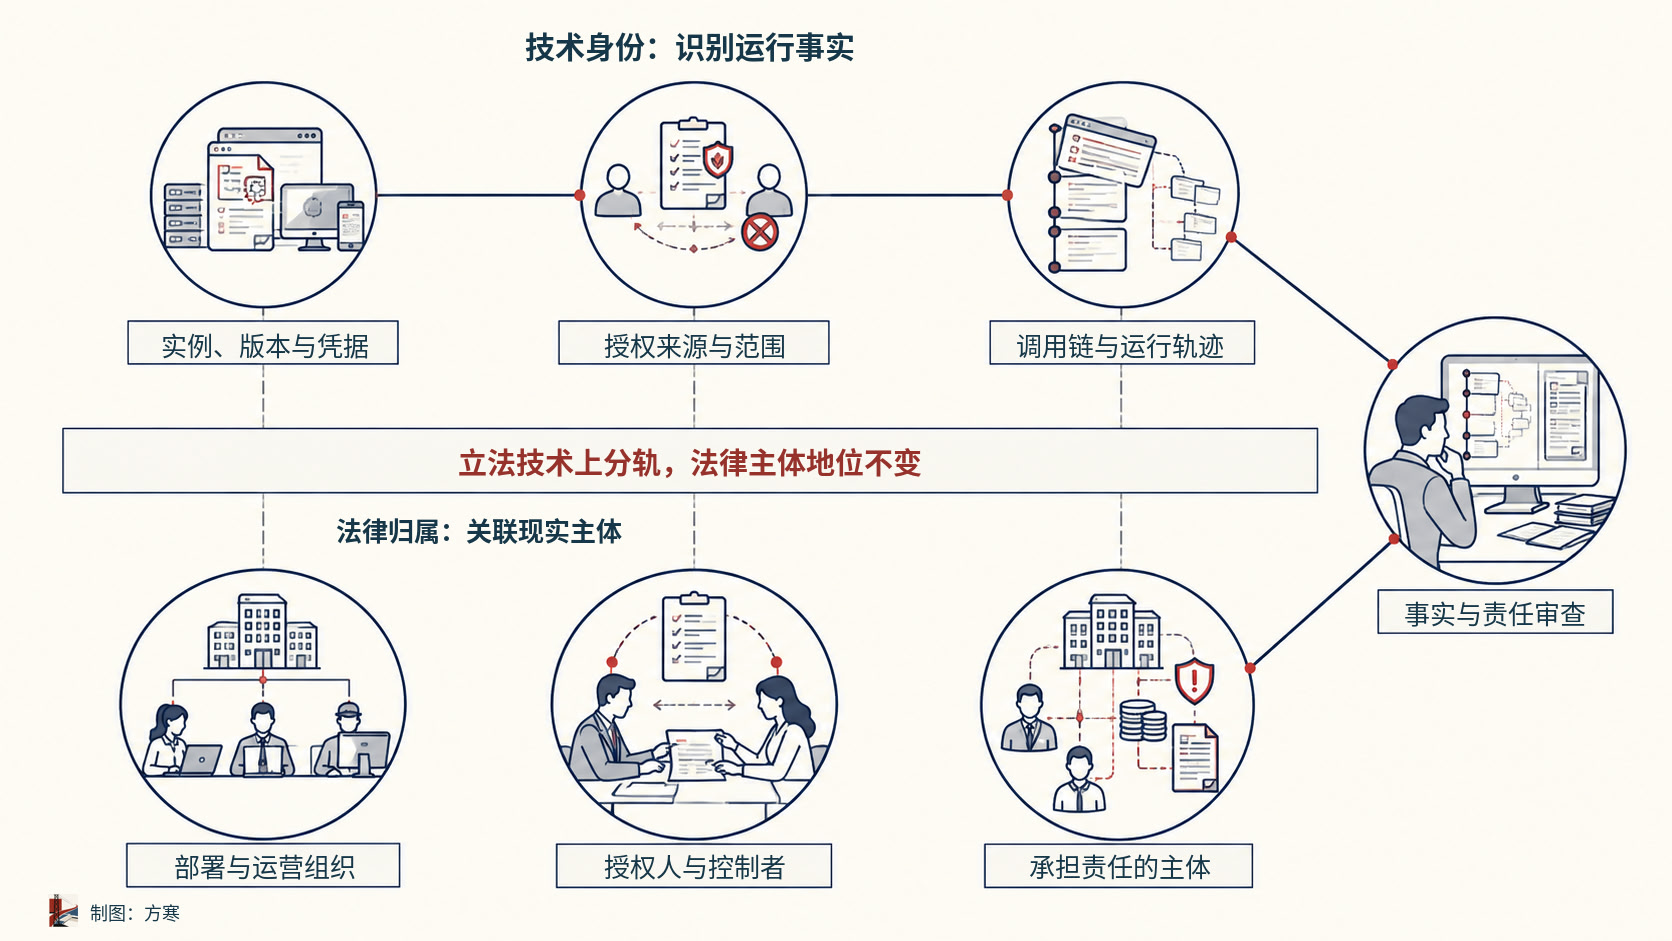 技术身份：识别运行事实
实例、版本与凭据
授权来源与范围
调用链与运行轨迹
立法技术上分轨，法律主体地位不变
法律归属：关联现实主体
事实与责任审查
部署与运营组织
授权人与控制者
承担责任的主体
制图：方寒